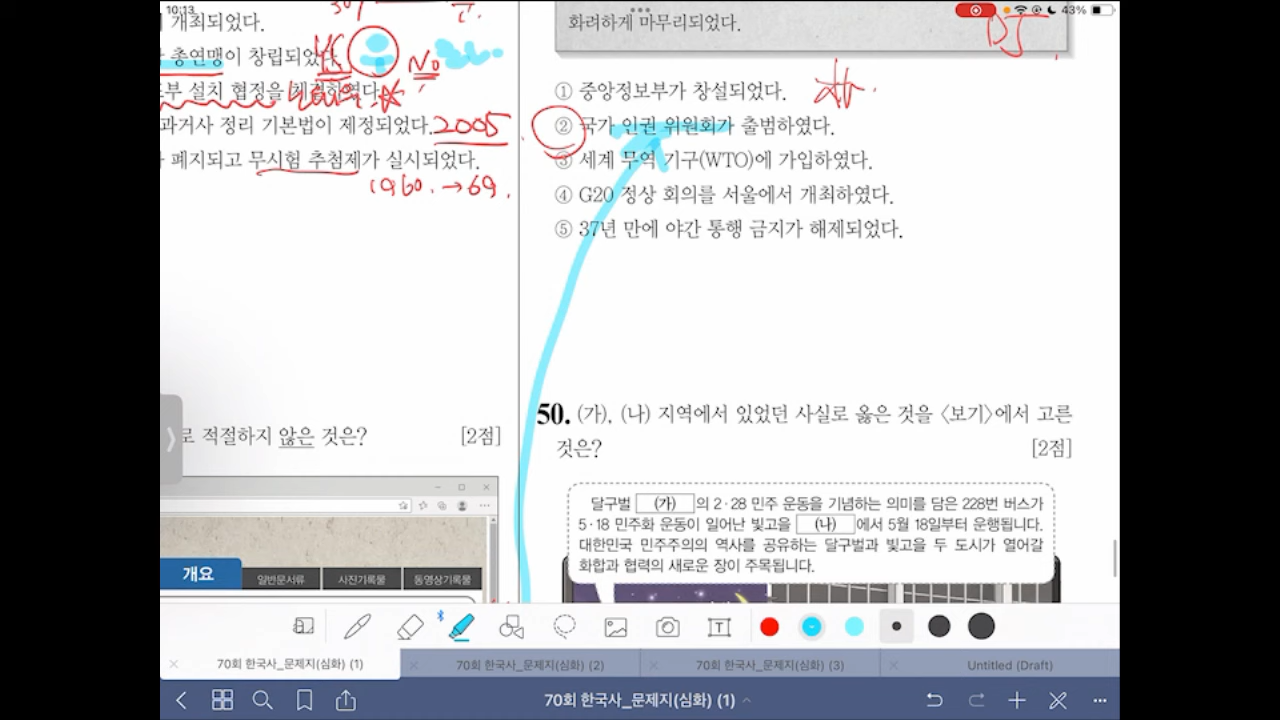 10:13
43%
개최되었다.
총연맹이 창립되었다.
No
부 설치 협정을 체결하였다.
과거사 정리 기본법이 제정되었다. 2005
폐지되고 무시험 추첨제가 실시되었다.
1960. → 69.
로 적절하지 않은 것은? [2점]
개요 일반문서류 사진기록물 동영상기록물
화려하게 마무리되었다.
DJ
① 중앙정보부가 창설되었다.
② 국가 인권 위원회가 출범하였다.
③ 세계 무역 기구(WTO)에 가입하였다.
④ G20 정상 회의를 서울에서 개최하였다.
⑤ 37년 만에 야간 통행 금지가 해제되었다.
50. (가), (나) 지역에서 있었던 사실로 옳은 것을 〈보기〉에서 고른
것은? [2점]
달구벌 (가) 의 2·28 민주 운동을 기념하는 의미를 담은 228번 버스가
5·18 민주화 운동이 일어난 빛고을 (나) 에서 5월 18일부터 운행됩니다.
대한민국 민주주의의 역사를 공유하는 달구벌과 빛고을 두 도시가 열어갈
화합과 협력의 새로운 장이 주목됩니다.
70회 한국사_문제지(심화) (1) 70회 한국사_문제지(심화) (2) 70회 한국사_문제지(심화) (3) Untitled (Draft)
70회 한국사_문제지(심화) (1)